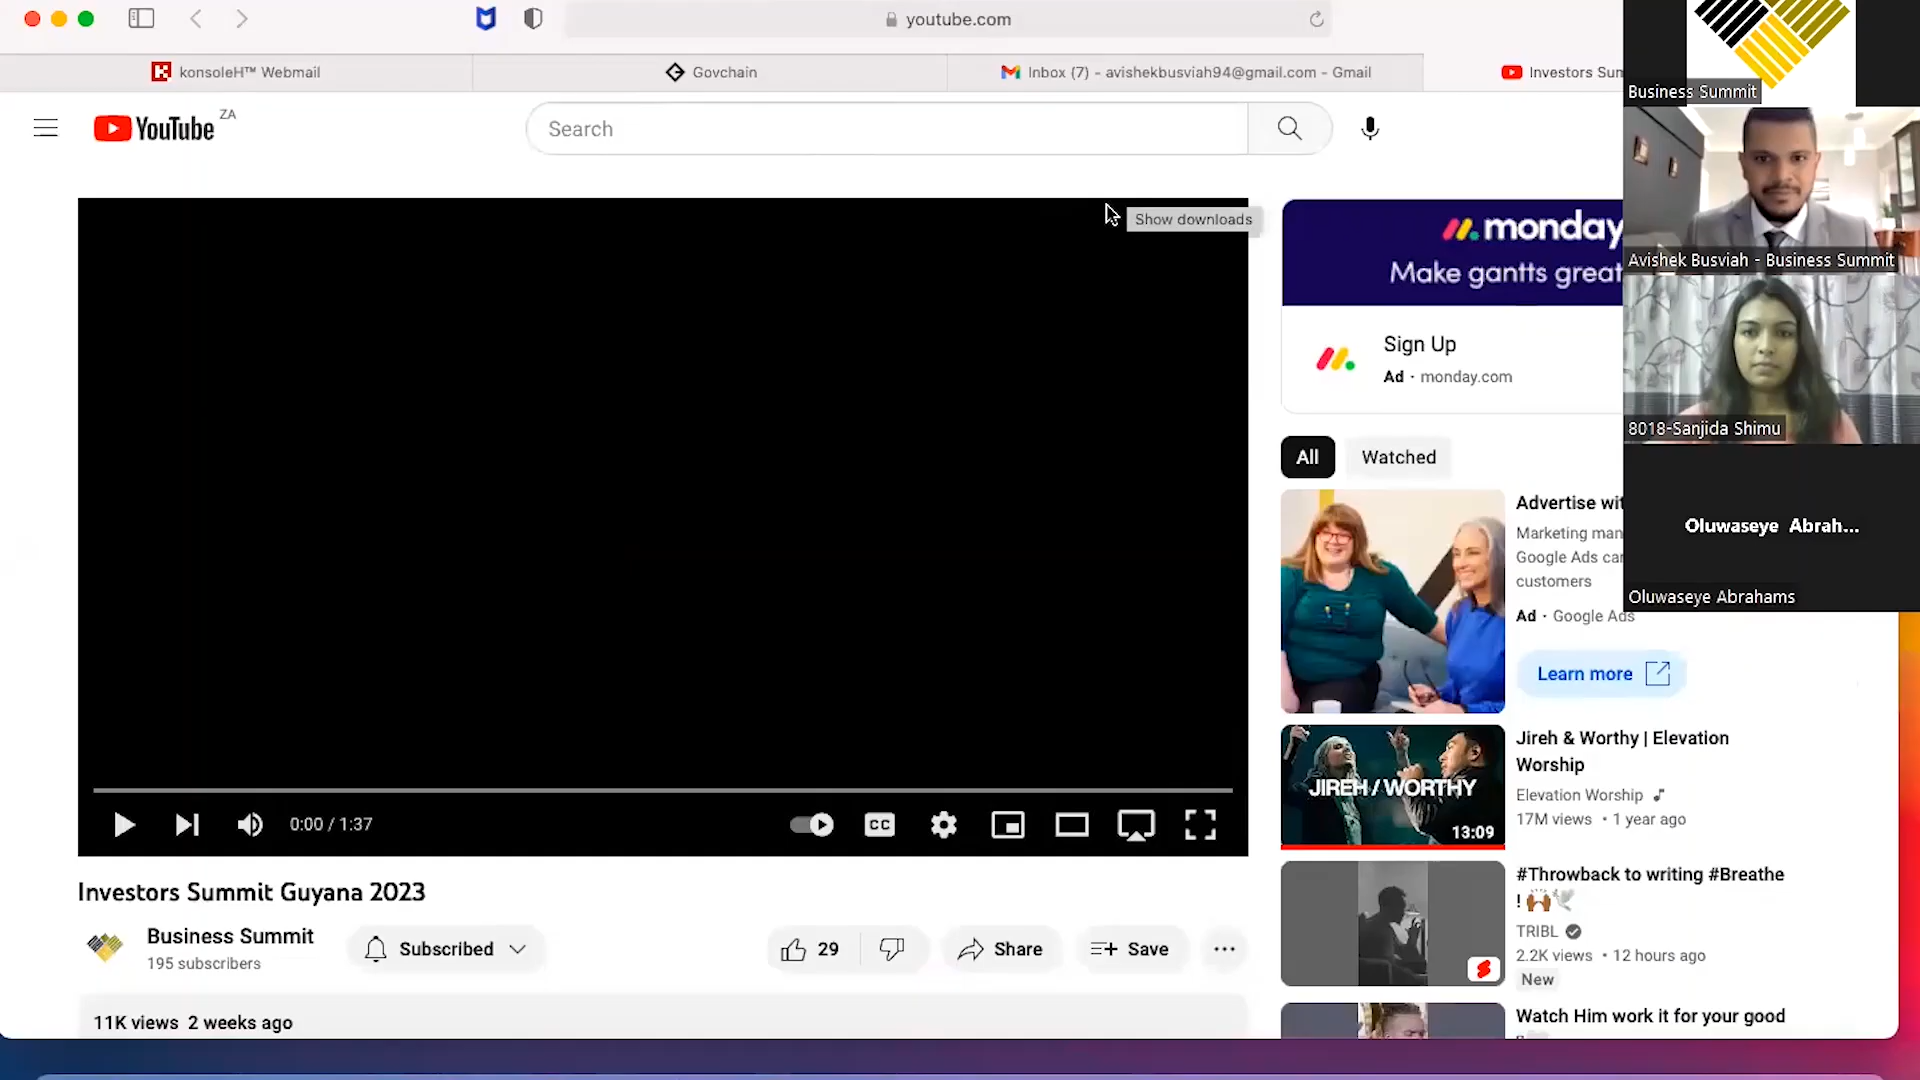 youtube.com
konsoleH™ Webmail
Govchain
Inbox (7) - avishekbusviah94@gmail.com - Gmail
Investors Sum
Business Summit
YouTube
ZA
Search
Show downloads
monday
Make gantts great
Sign Up
Ad · monday.com
Avishek Busviah - Business Summit
8018-Sanjida Shimu
Oluwaseye Abrah...
Oluwaseye Abrahams
All
Watched
Advertise wit
Marketing man
Google Ads can
customers
Ad · Google Ads
Learn more
JIREH / WORTHY
13:09
Jireh & Worthy | Elevation
Worship
Elevation Worship
17M views • 1 year ago
#Throwback to writing #Breathe
! 🙌🏾🕊
TRIBL
2.2K views • 12 hours ago
New
Watch Him work it for your good
0:00 / 1:37
CC
Investors Summit Guyana 2023
Business Summit
195 subscribers
Subscribed
29
Share
Save
11K views 2 weeks ago